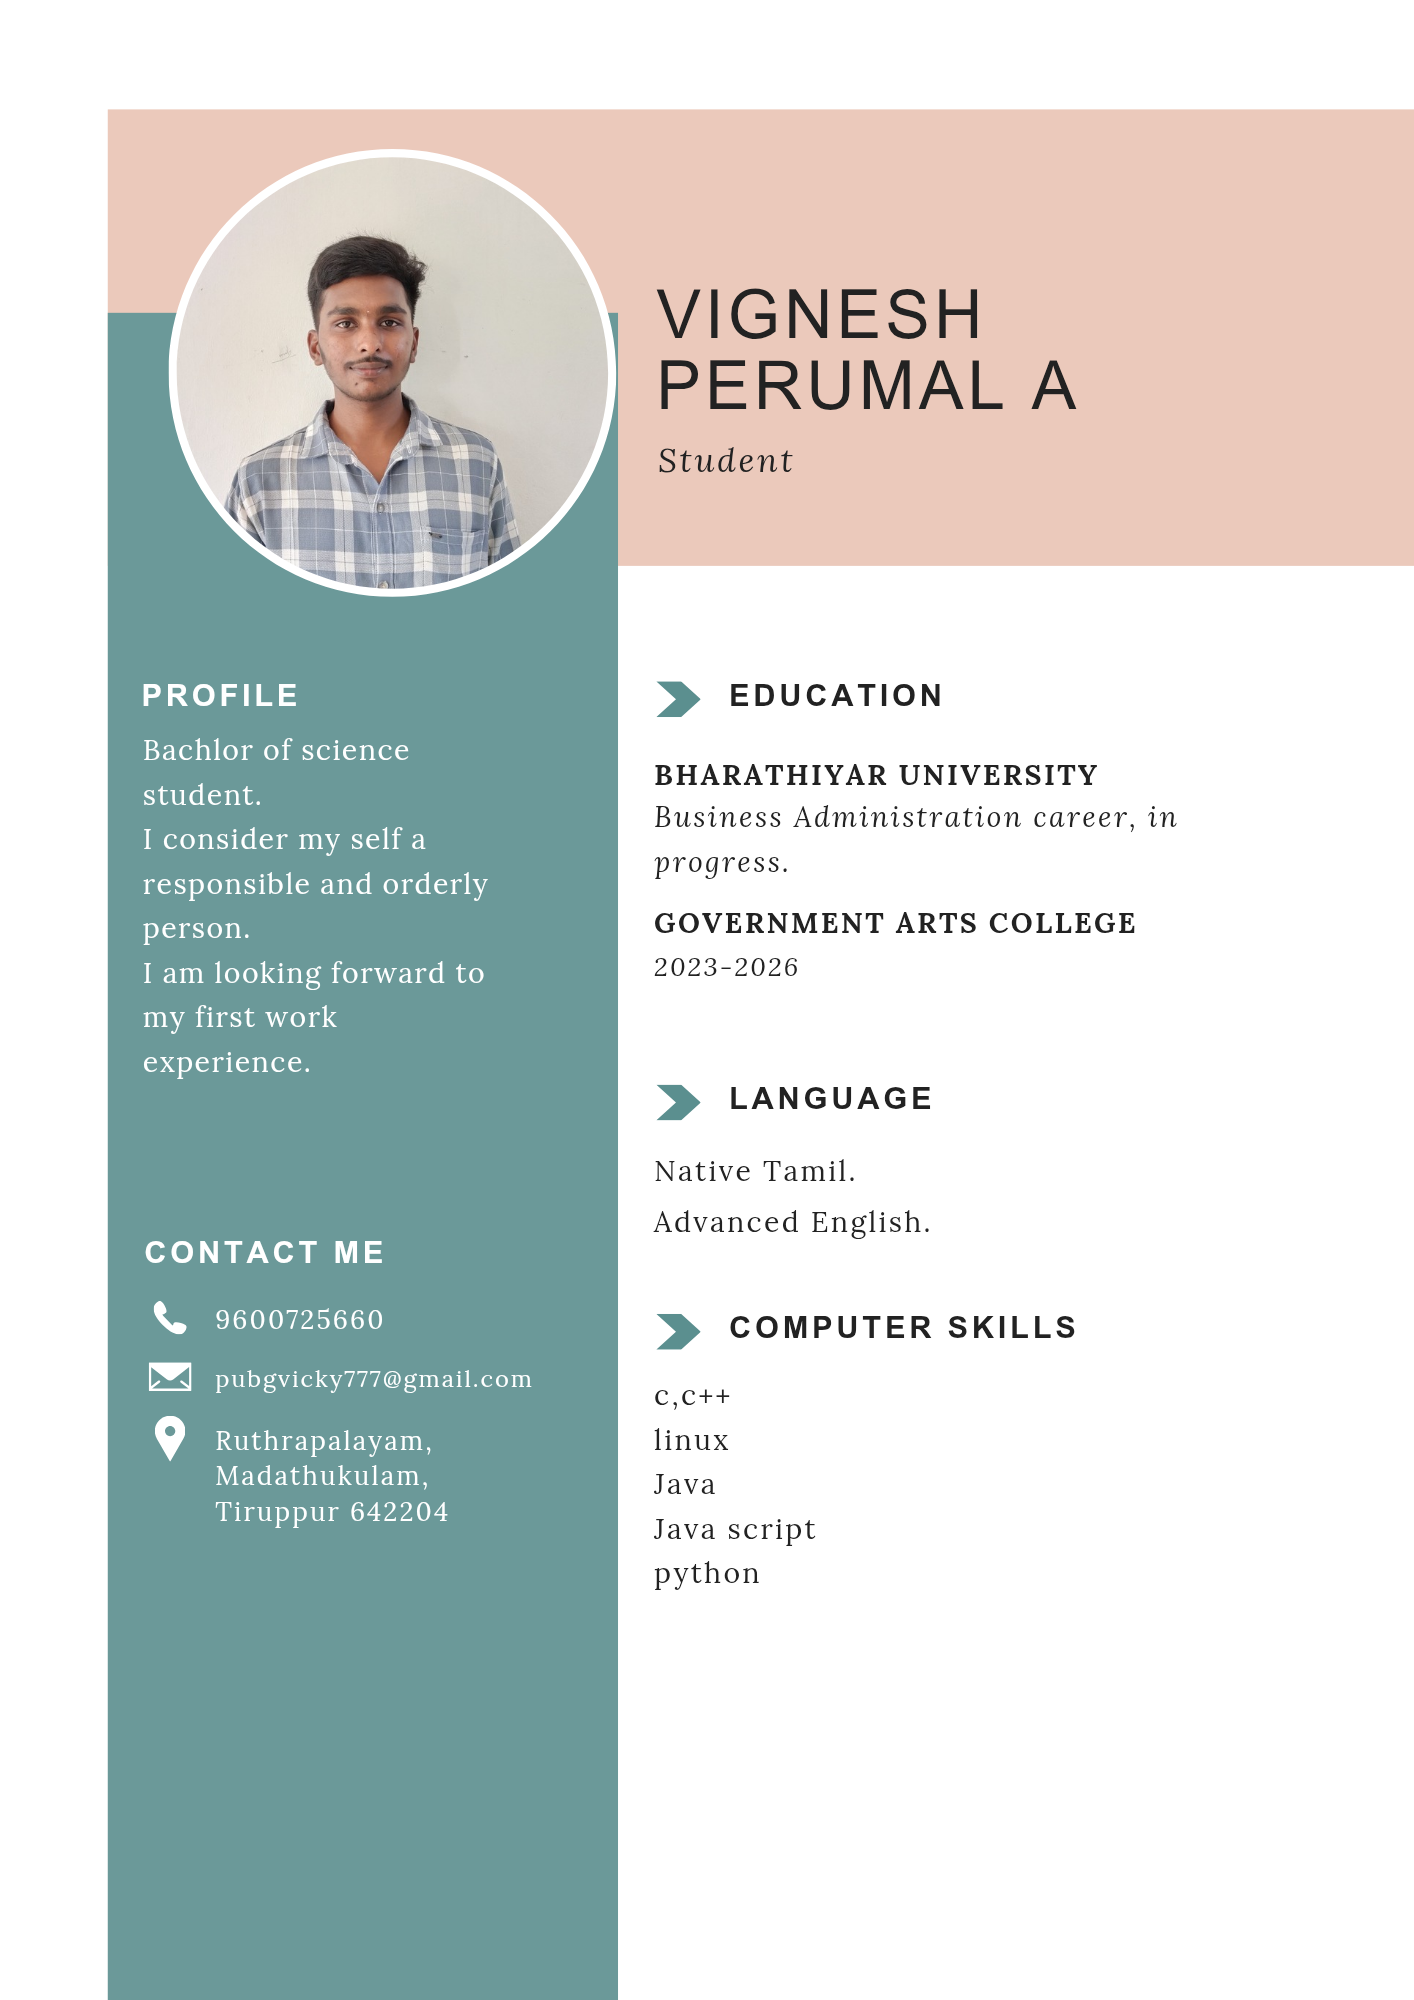 VIGNESH
PERUMAL A
Student
PROFILE
Bachlor of science
student.
I consider my self a
responsible and orderly
person.
I am looking forward to
my first work
experience.
CONTACT ME
9600725660
pubgvicky777@gmail.com
Ruthrapalayam,
Madathukulam,
Tiruppur 642204
EDUCATION
BHARATHIYAR UNIVERSITY
Business Administration career, in
progress.
GOVERNMENT ARTS COLLEGE
2023-2026
LANGUAGE
Native Tamil.
Advanced English.
COMPUTER SKILLS
c,c++
linux
Java
Java script
python